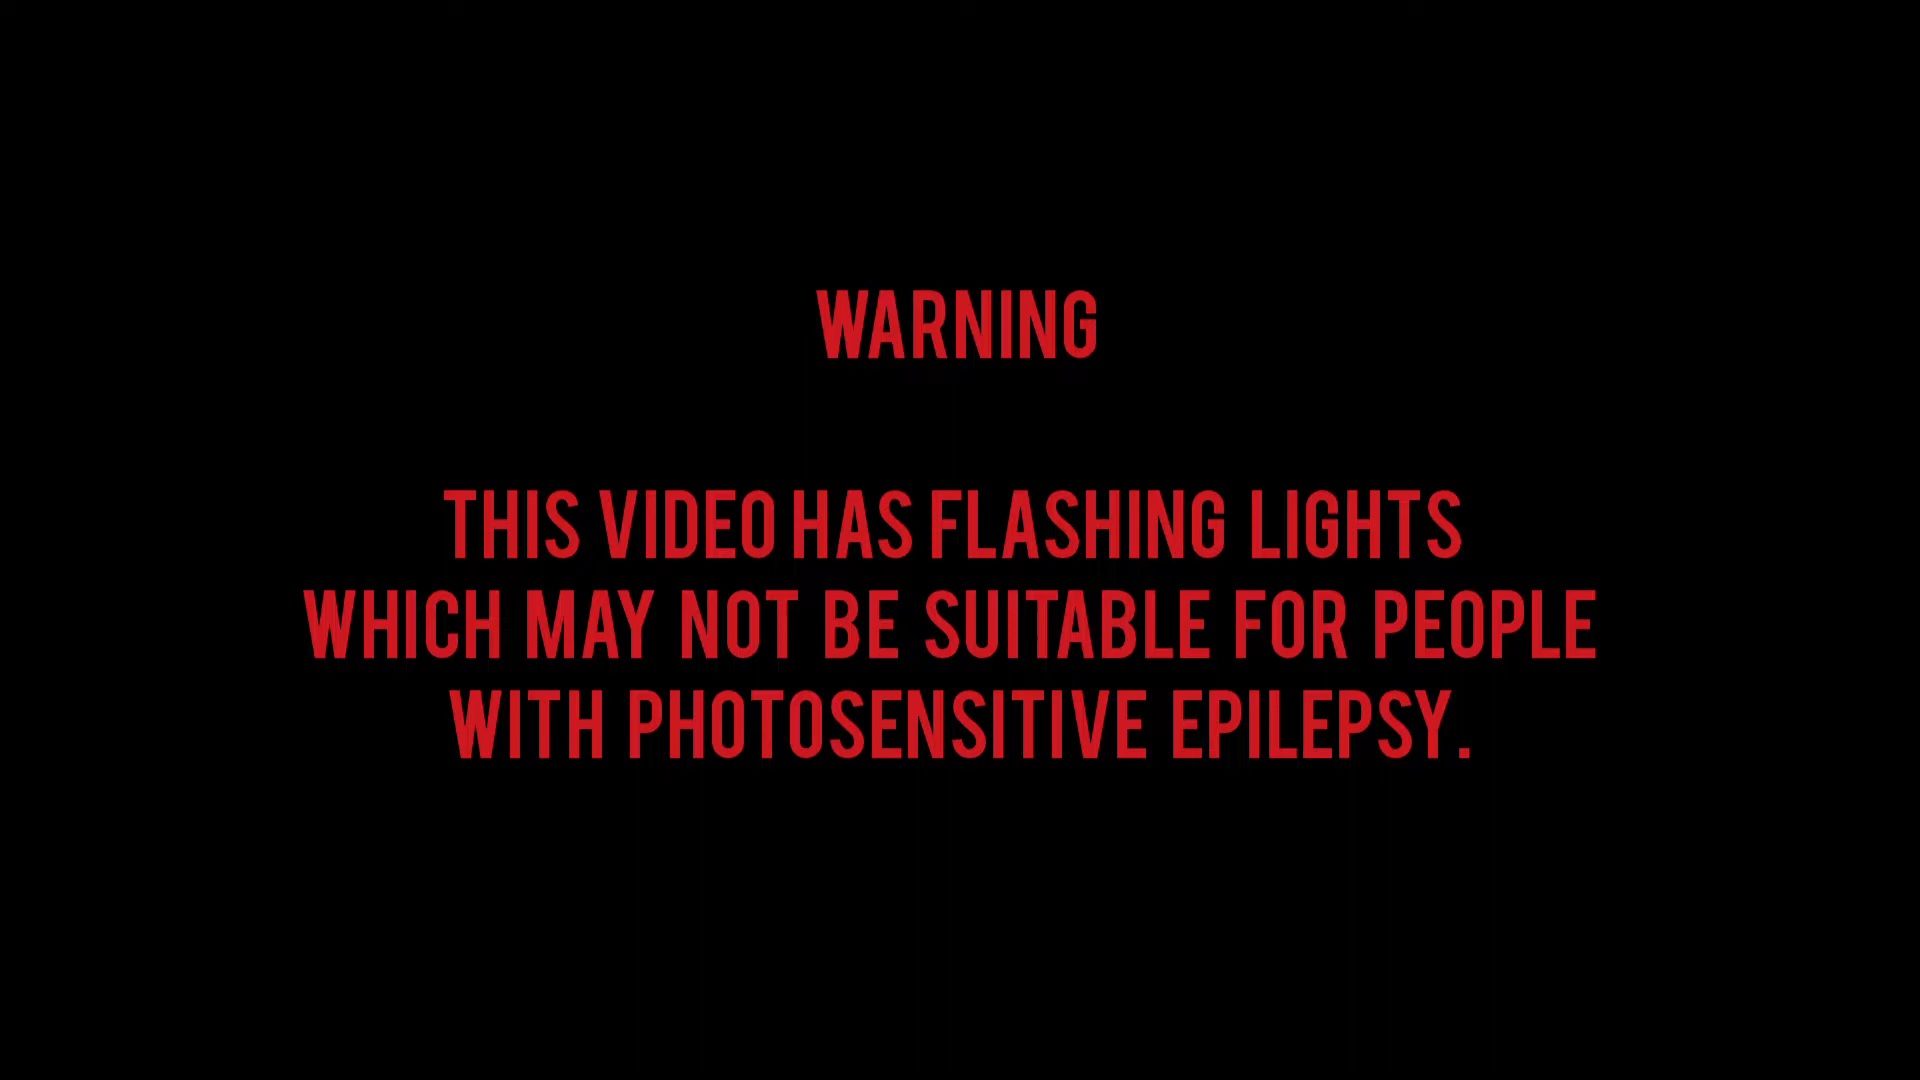 WARNING
THIS VIDEO HAS FLASHING LIGHTS
WHICH MAY NOT BE SUITABLE FOR PEOPLE
WITH PHOTOSENSITIVE EPILEPSY.